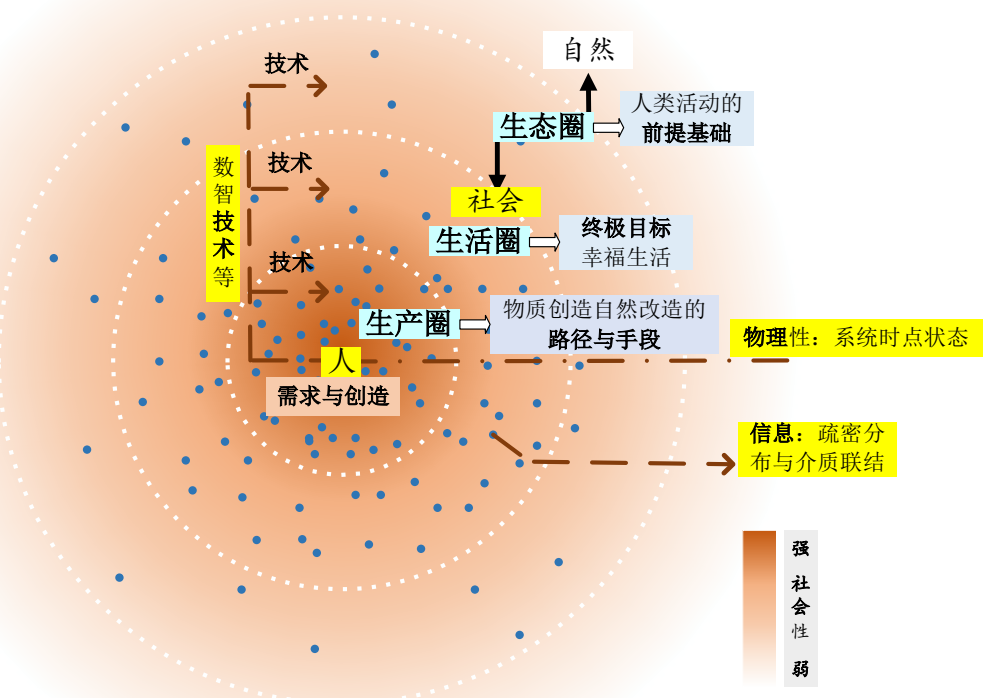 自然
技术
人类活动的
前提基础
生态圈
数
智
技
术
等
技术
社会
终极目标
幸福生活
生活圈
技术
物质创造自然改造的
路径与手段
生产圈
物理性：系统时点状态
人
需求与创造
信息：疏密分
布与介质联结
强
社
会
性
弱